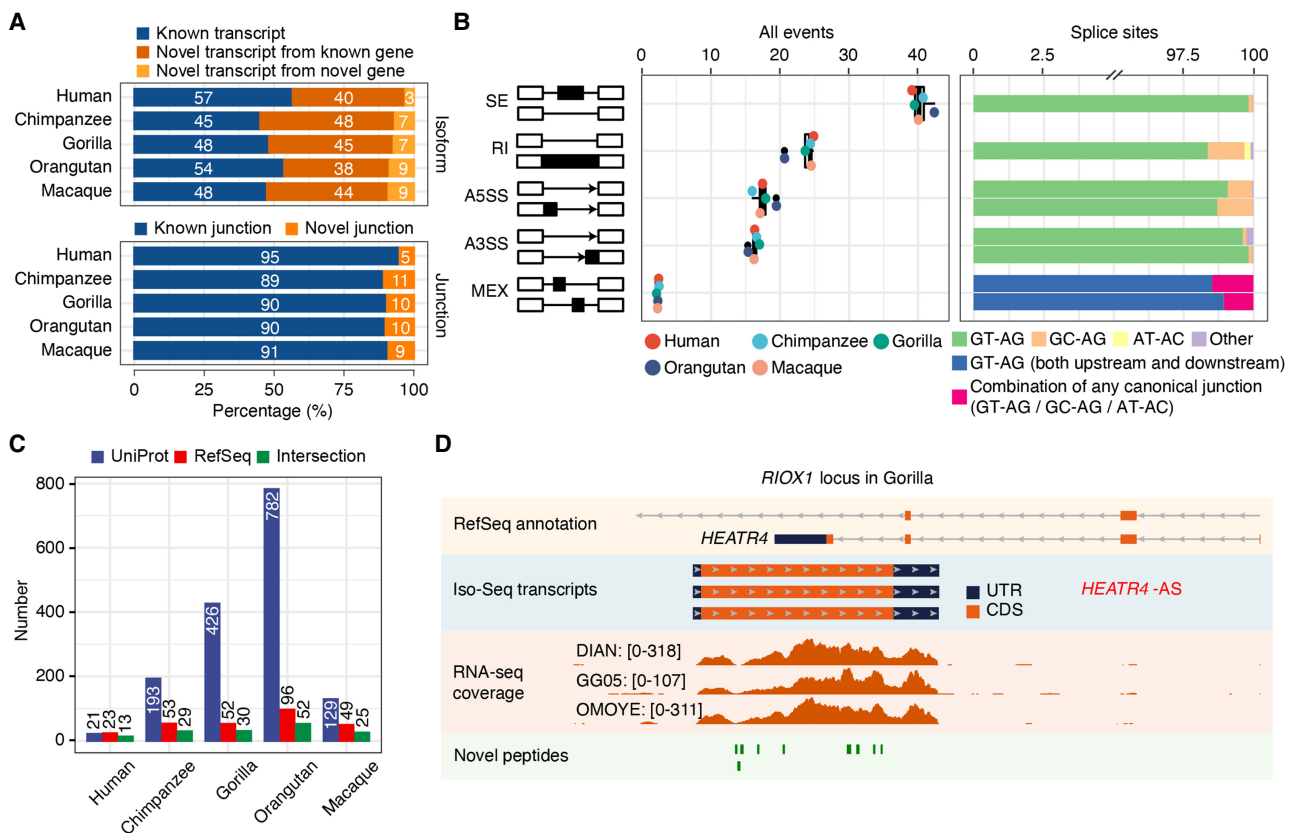 A
Known transcript
Novel transcript from known gene
Novel transcript from novel gene
Human 57 40 3
Chimpanzee 45 48 7
Gorilla 48 45 7
Orangutan 54 38 9
Macaque 48 44 9
Isoform
Known junction Novel junction
Human 95 5
Chimpanzee 89 11
Gorilla 90 10
Orangutan 90 10
Macaque 91 9
Junction
0 25 50 75 100
Percentage (%)
B
All events
0 10 20 30 40
Splice sites
0 2.5 // 97.5 100
SE
RI
A5SS
A3SS
MEX
Human Chimpanzee Gorilla
Orangutan Macaque
GT-AG GC-AG AT-AC Other
GT-AG (both upstream and downstream)
Combination of any canonical junction
(GT-AG / GC-AG / AT-AC)
C
UniProt RefSeq Intersection
Number
800
600
400
200
0
21 23 13
193 53 29
426 52 30
782 96 52
129 49 25
Human
Chimpanzee
Gorilla
Orangutan
Macaque
D
RIOX1 locus in Gorilla
RefSeq annotation
HEATR4
Iso-Seq transcripts
UTR
CDS
HEATR4 -AS
RNA-seq
coverage
DIAN: [0-318]
GG05: [0-107]
OMOYE: [0-311]
Novel peptides